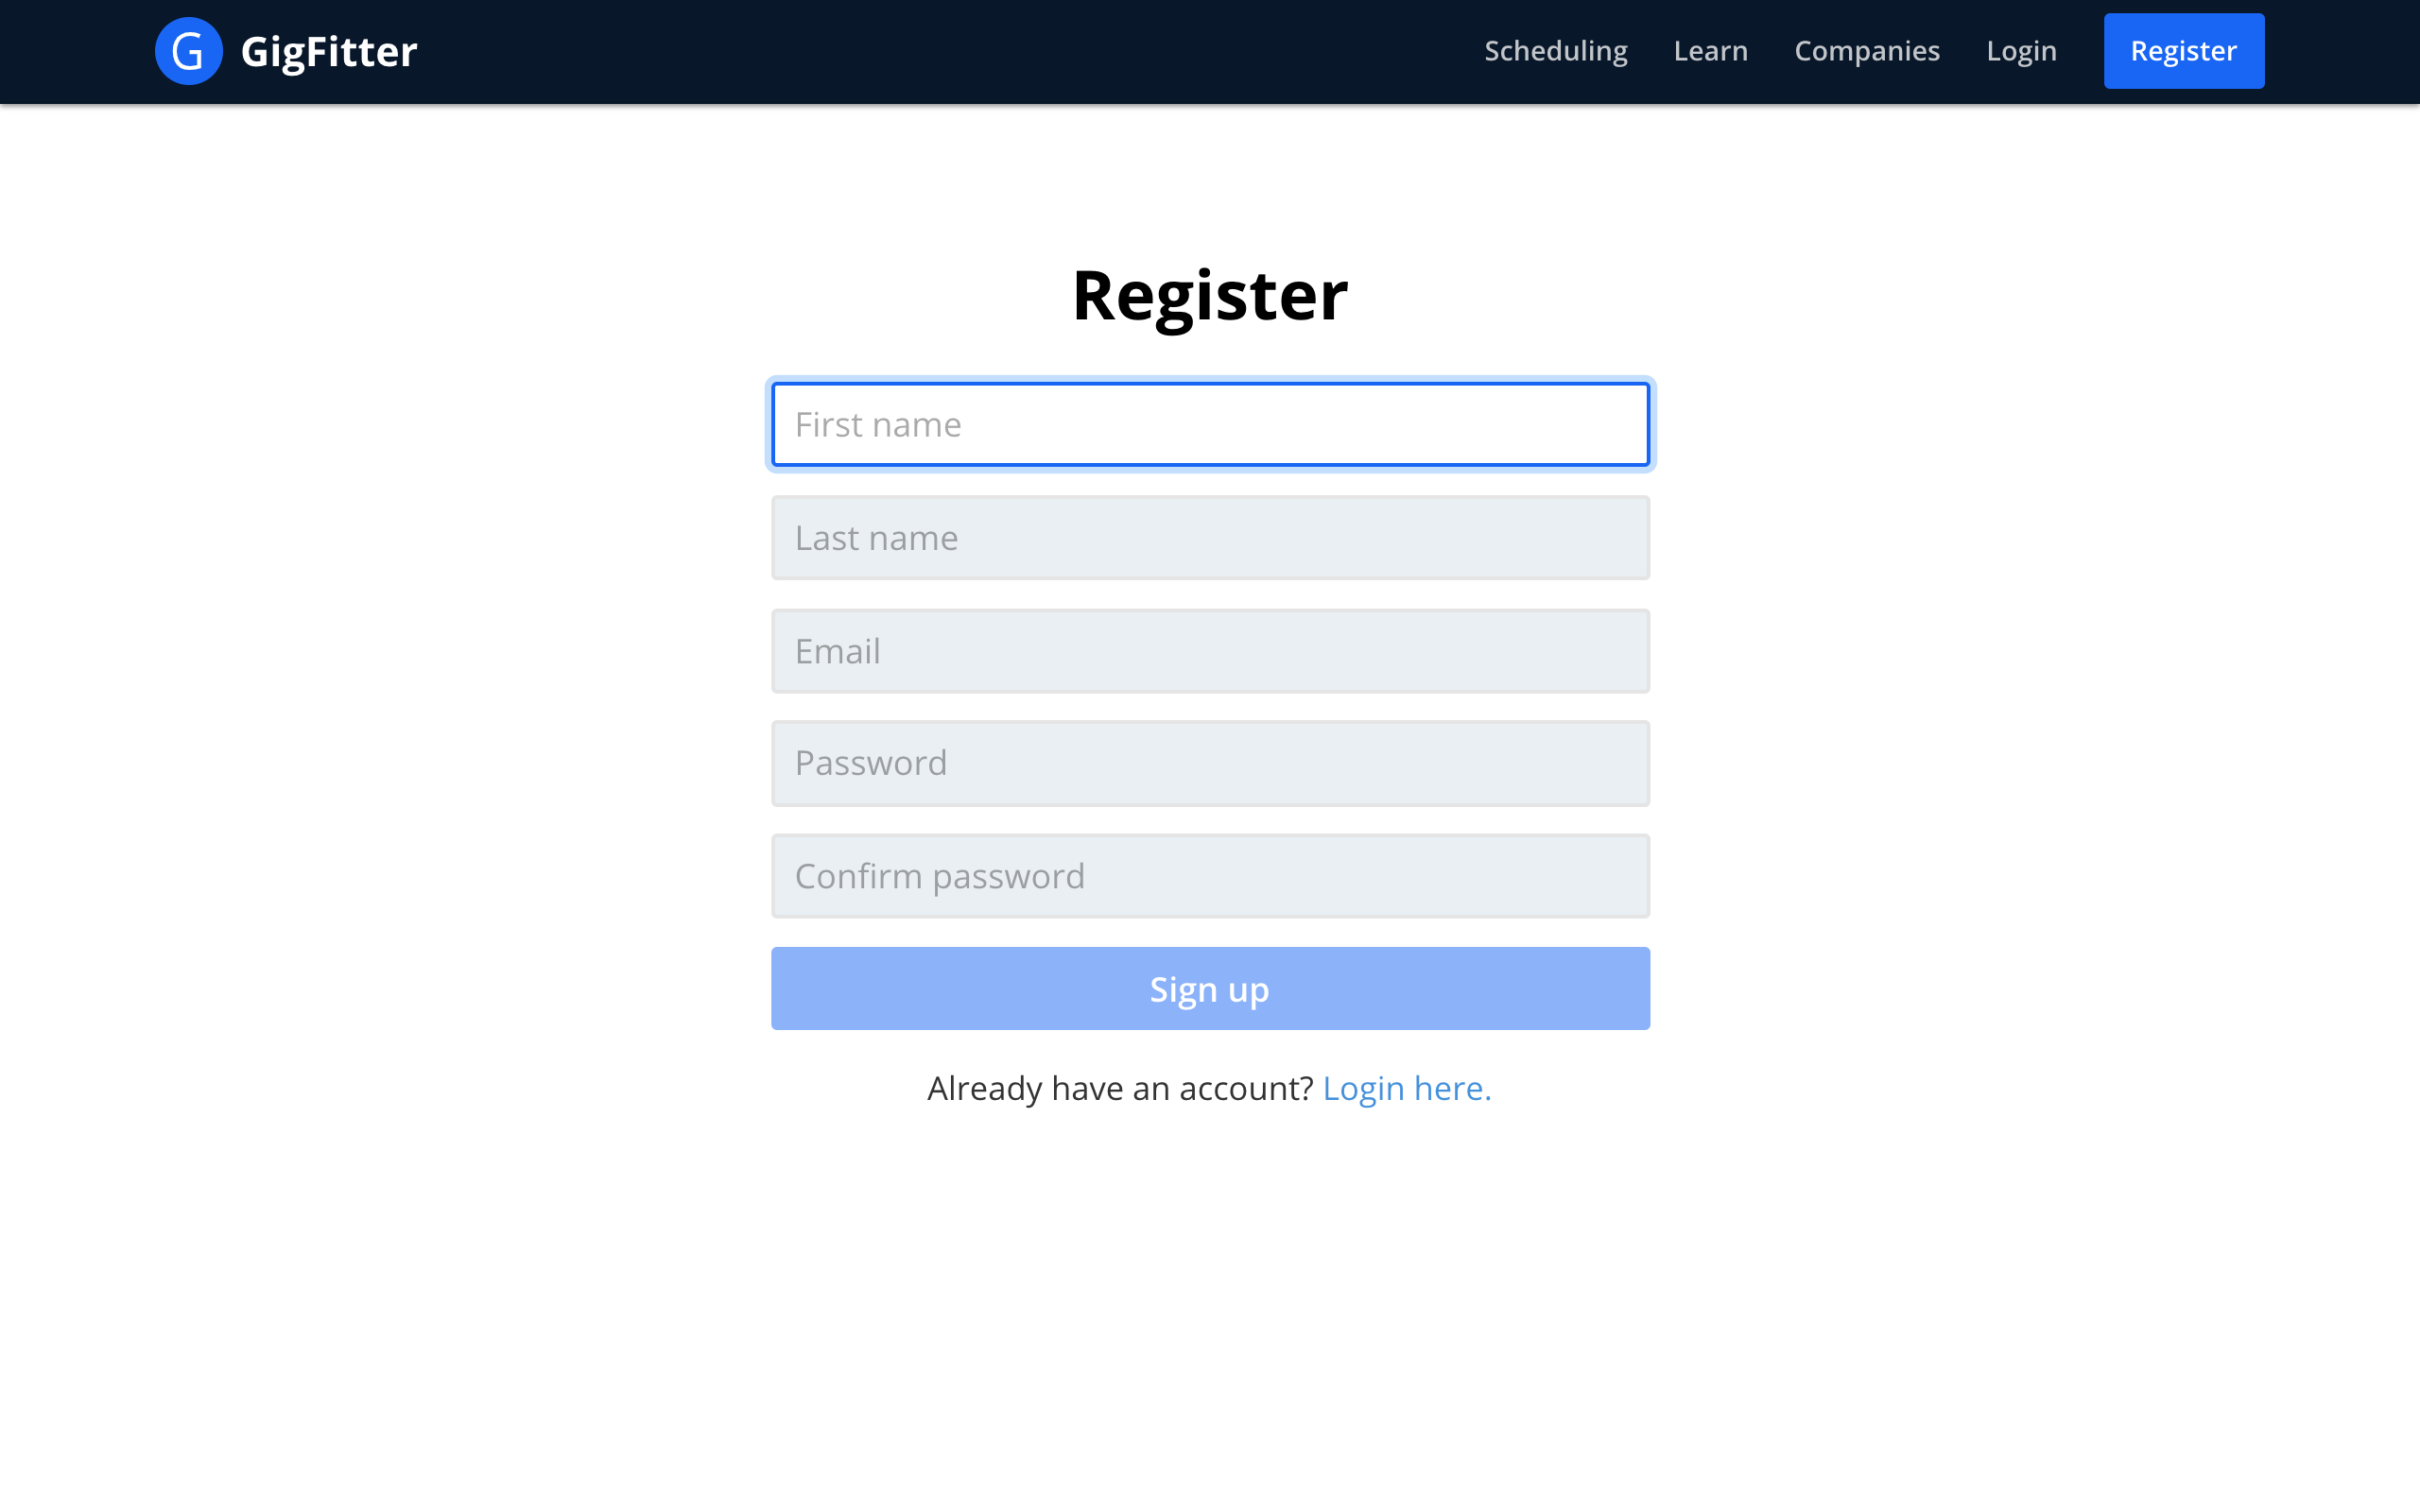 G GigFitter Scheduling Learn Companies Login Register
Register
First name
Last name
Email
Password
Confirm password
Sign up
Already have an account? Login here.